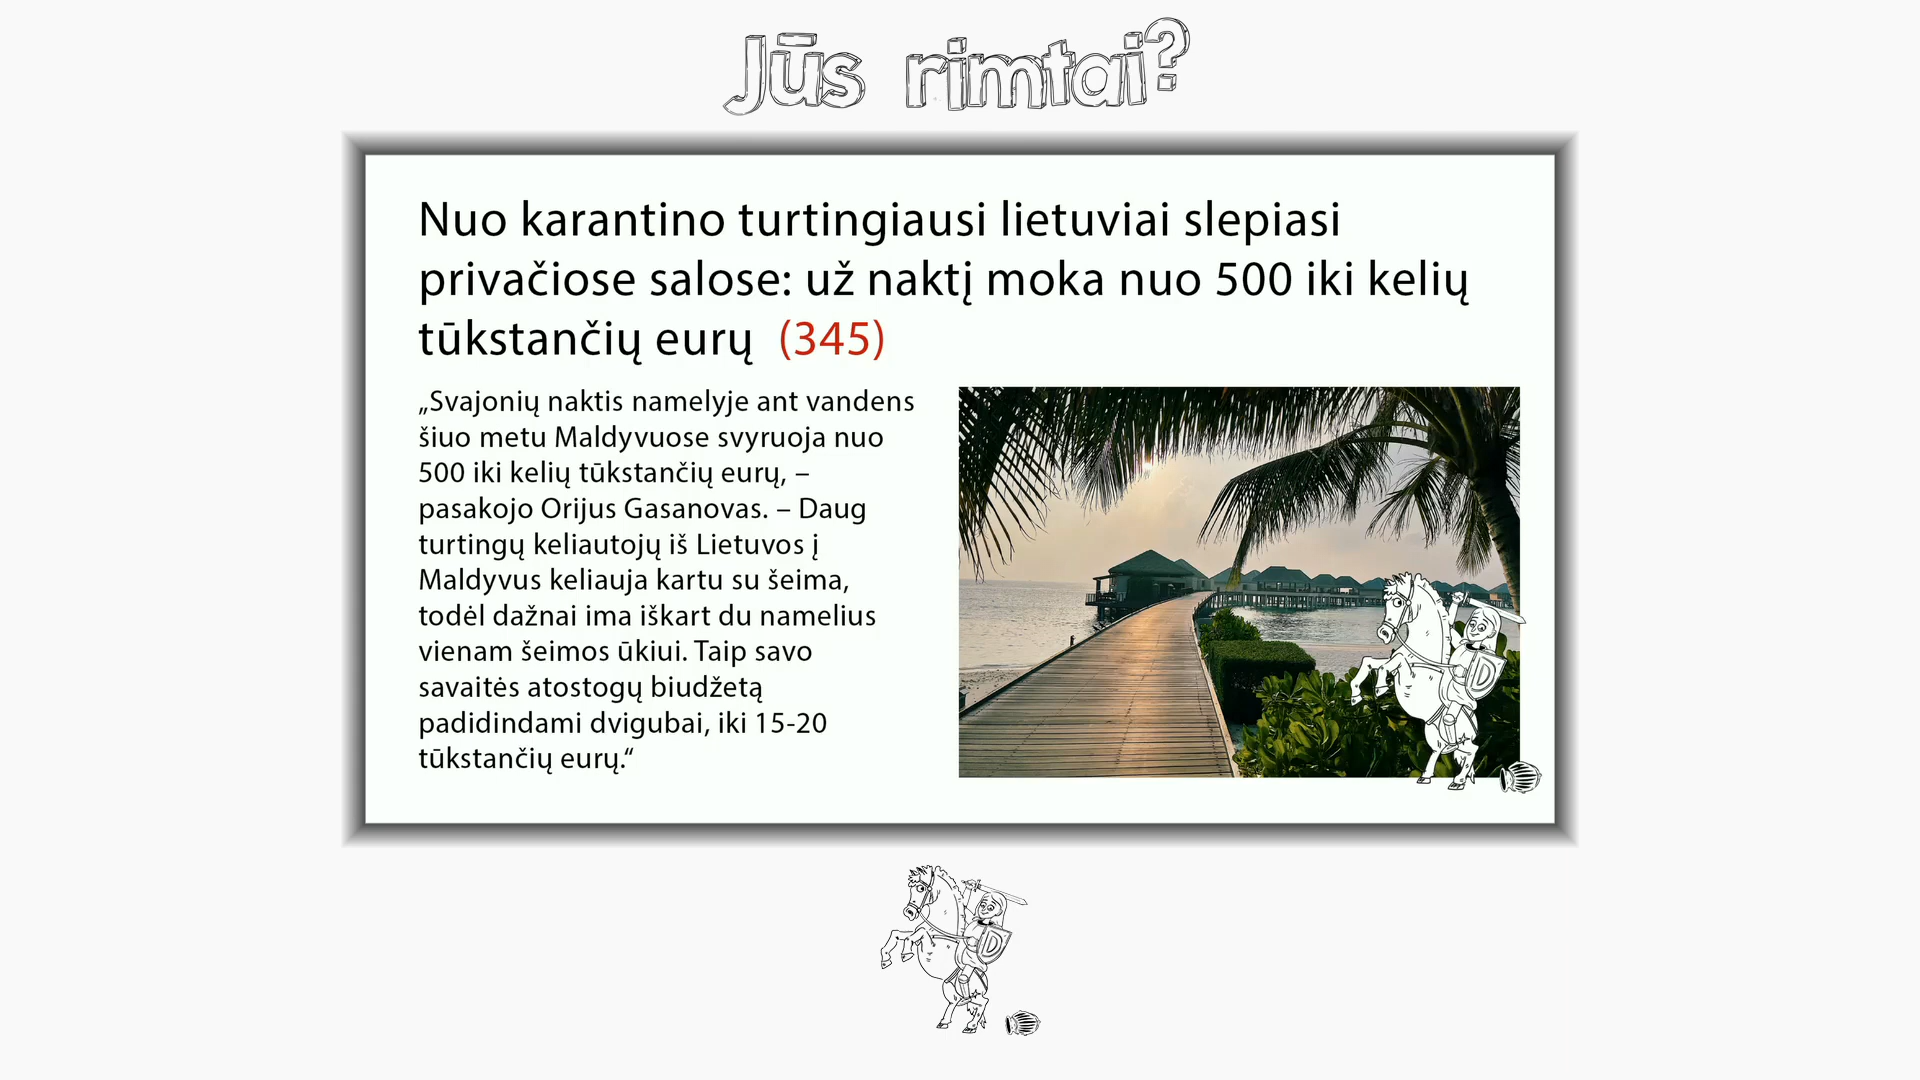 Jūs rimtai?
Nuo karantino turtingiausi lietuviai slepiasi
privačiose salose: už naktį moka nuo 500 iki kelių
tūkstančių eurų (345)
„Svajonių naktis namelyje ant vandens
šiuo metu Maldyvuose svyruoja nuo
500 iki kelių tūkstančių eurų, –
pasakojo Orijus Gasanovas. – Daug
turtingų keliautojų iš Lietuvos į
Maldyvus keliauja kartu su šeima,
todėl dažnai ima iškart du namelius
vienam šeimos ūkiui. Taip savo
savaitės atostogų biudžetą
padidindami dvigubai, iki 15-20
tūkstančių eurų.“
D
D